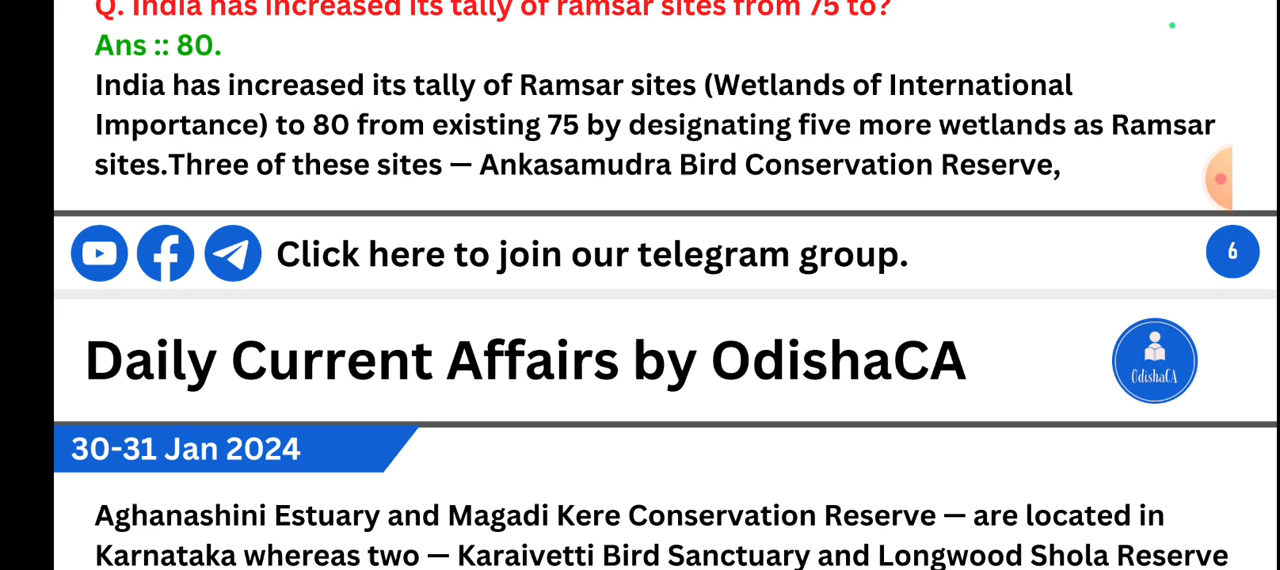 Q. India has increased its tally of ramsar sites from 75 to?
Ans :: 80.
India has increased its tally of Ramsar sites (Wetlands of International
Importance) to 80 from existing 75 by designating five more wetlands as Ramsar
sites.Three of these sites — Ankasamudra Bird Conservation Reserve,
Click here to join our telegram group.
6
Daily Current Affairs by OdishaCA
OdishaCA
30-31 Jan 2024
Aghanashini Estuary and Magadi Kere Conservation Reserve — are located in
Karnataka whereas two — Karaivetti Bird Sanctuary and Longwood Shola Reserve